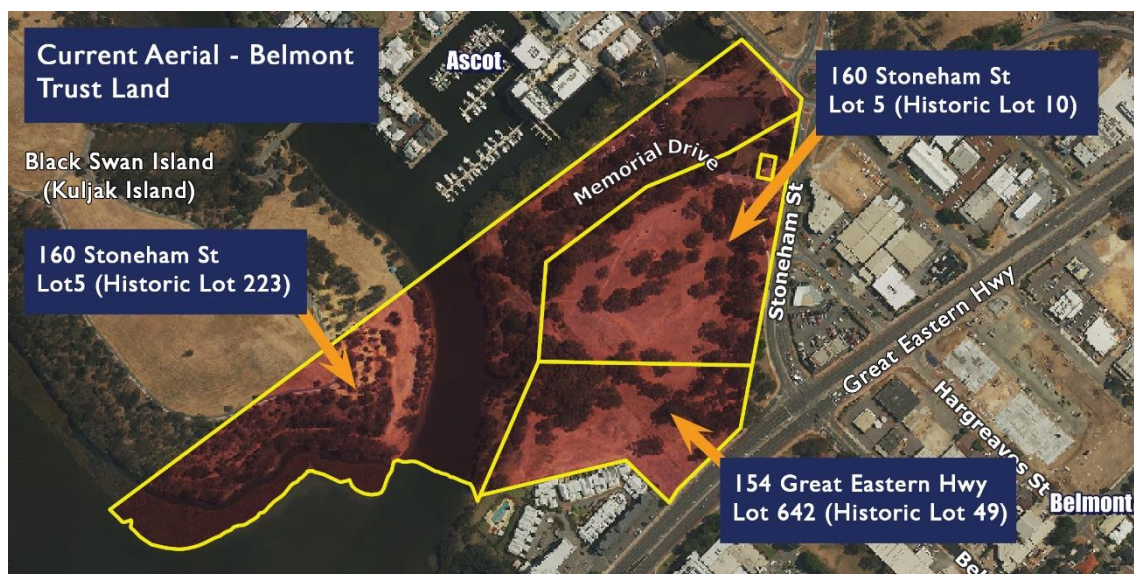 Current Aerial - Belmont
Trust Land
Ascot
160 Stoneham St
Lot 5 (Historic Lot 10)
Black Swan Island
(Kuljak Island)
Memorial Drive
160 Stoneham St
Lot5 (Historic Lot 223)
Stoneham St
Great Eastern Hwy
Hargreaves St
154 Great Eastern Hwy
Lot 642 (Historic Lot 49)
Belmont
Bel